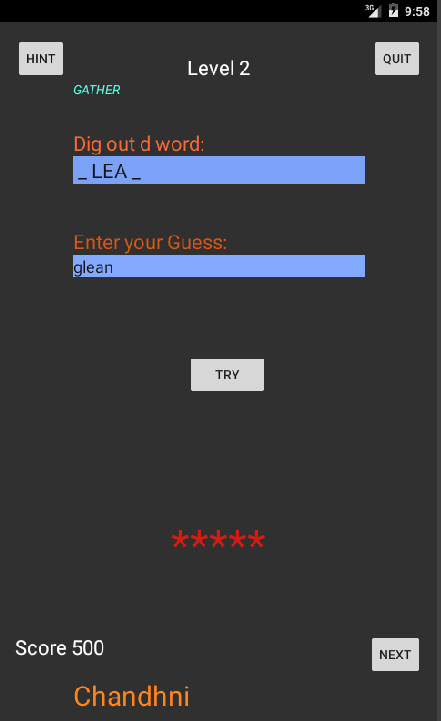 3G 9:58
HINT
Level 2
QUIT
GATHER
Dig out d word:
_ LEA _
Enter your Guess:
glean
TRY
*****
Score 500
NEXT
Chandhni